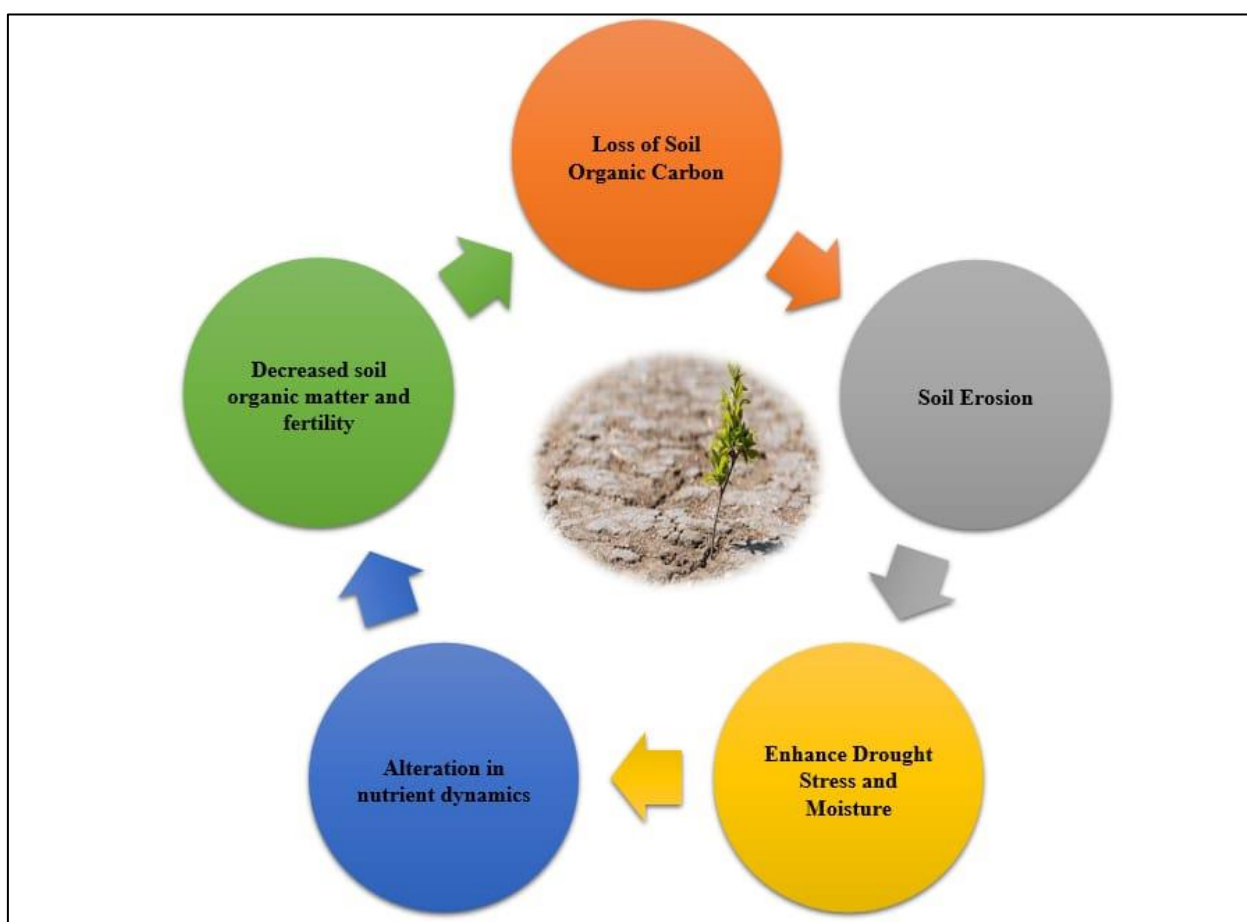 Loss of Soil
Organic Carbon
Soil Erosion
Enhance Drought
Stress and
Moisture
Alteration in
nutrient dynamics
Decreased soil
organic matter and
fertility